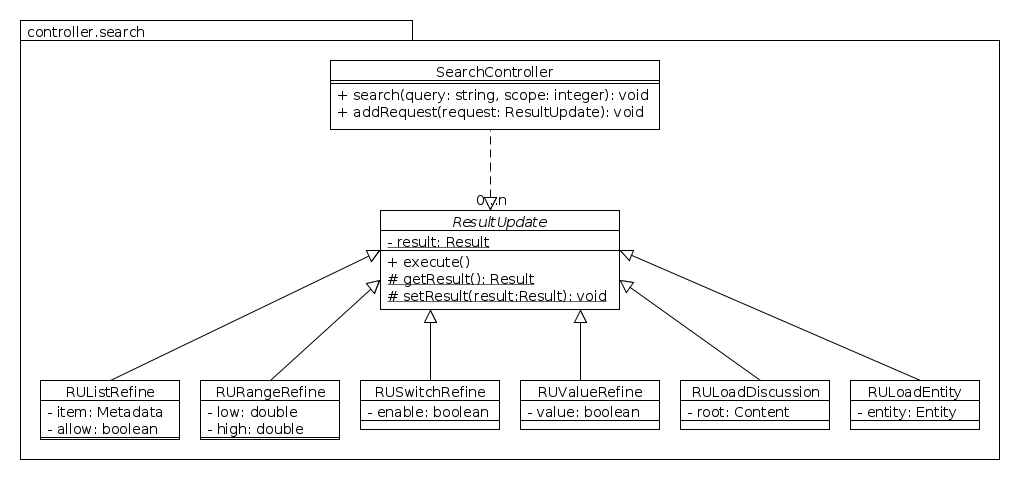 controller.search
SearchController
+ search(query: string, scope: integer): void
+ addRequest(request: ResultUpdate): void
0...n
ResultUpdate
- result: Result
+ execute()
# getResult(): Result
# setResult(result:Result): void
RUListRefine
- item: Metadata
- allow: boolean
RURangeRefine
- low: double
- high: double
RUSwitchRefine
- enable: boolean
RUValueRefine
- value: boolean
RULoadDiscussion
- root: Content
RULoadEntity
- entity: Entity